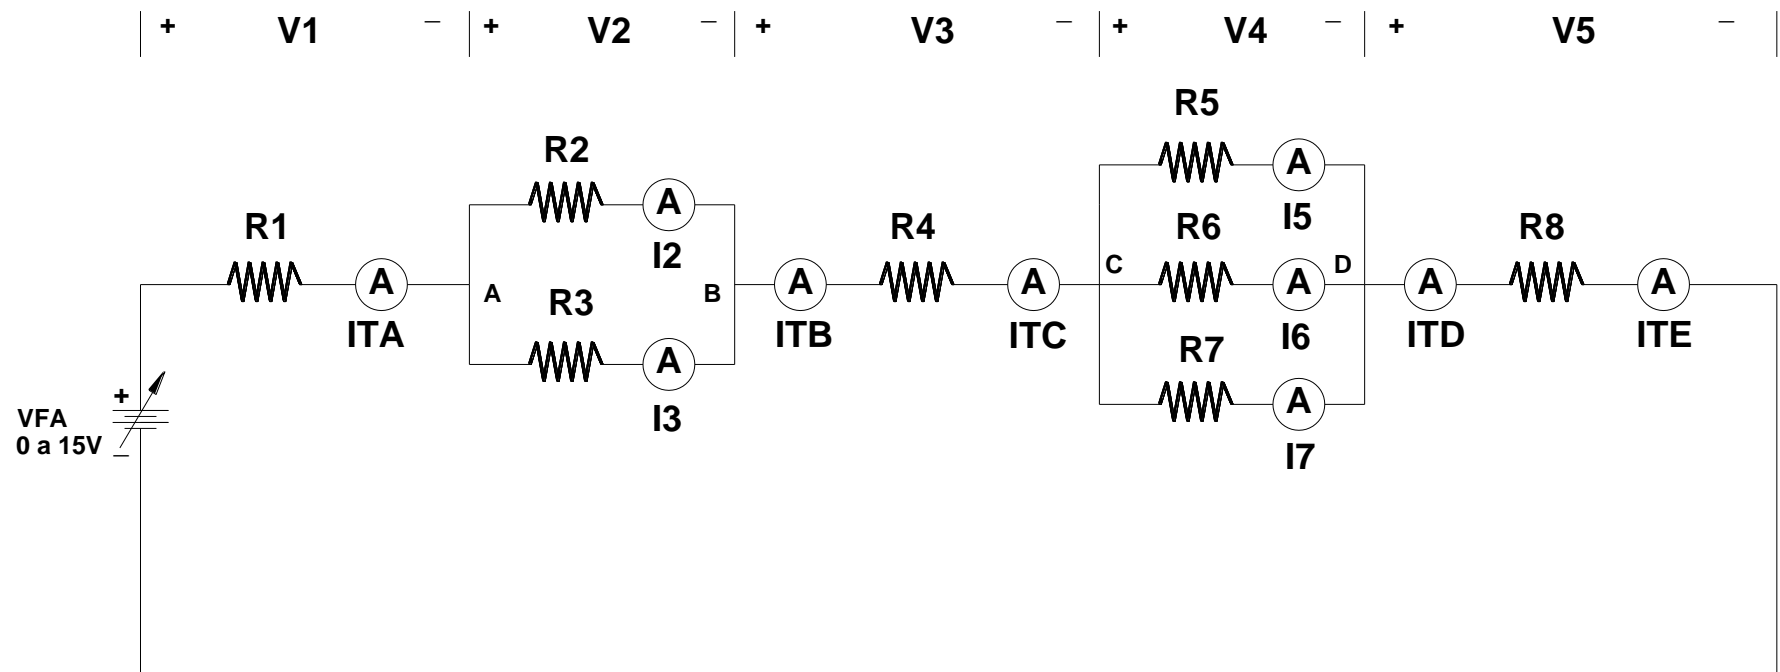 + V1 − + V2 − + V3 − + V4 − + V5 −
R5
A
R2
A
I5
R1
I2
R4
R6
R8
A
A
R3
B
A
A
C
A
D
A
A
ITA
ITB
ITC
I6
ITD
ITE
R7
A
I3
A
I7
+
VFA
0 a 15V
−